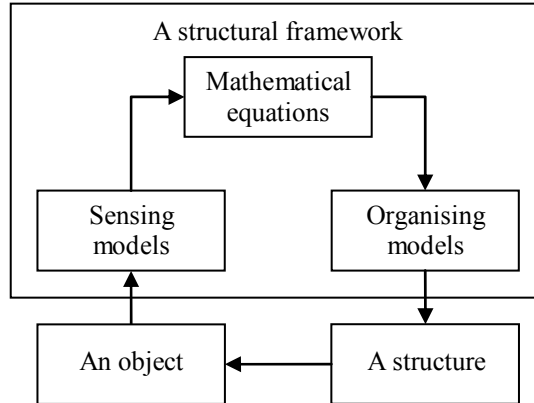 A structural framework
Mathematical
equations
Sensing
models
Organising
models
An object
A structure